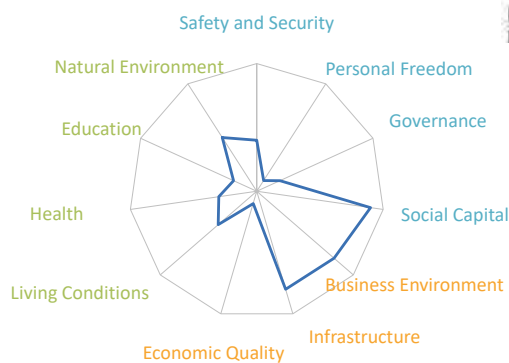 Safety and Security
Personal Freedom
Governance
Social Capital
Business Environment
Infrastructure
Economic Quality
Living Conditions
Health
Education
Natural Environment